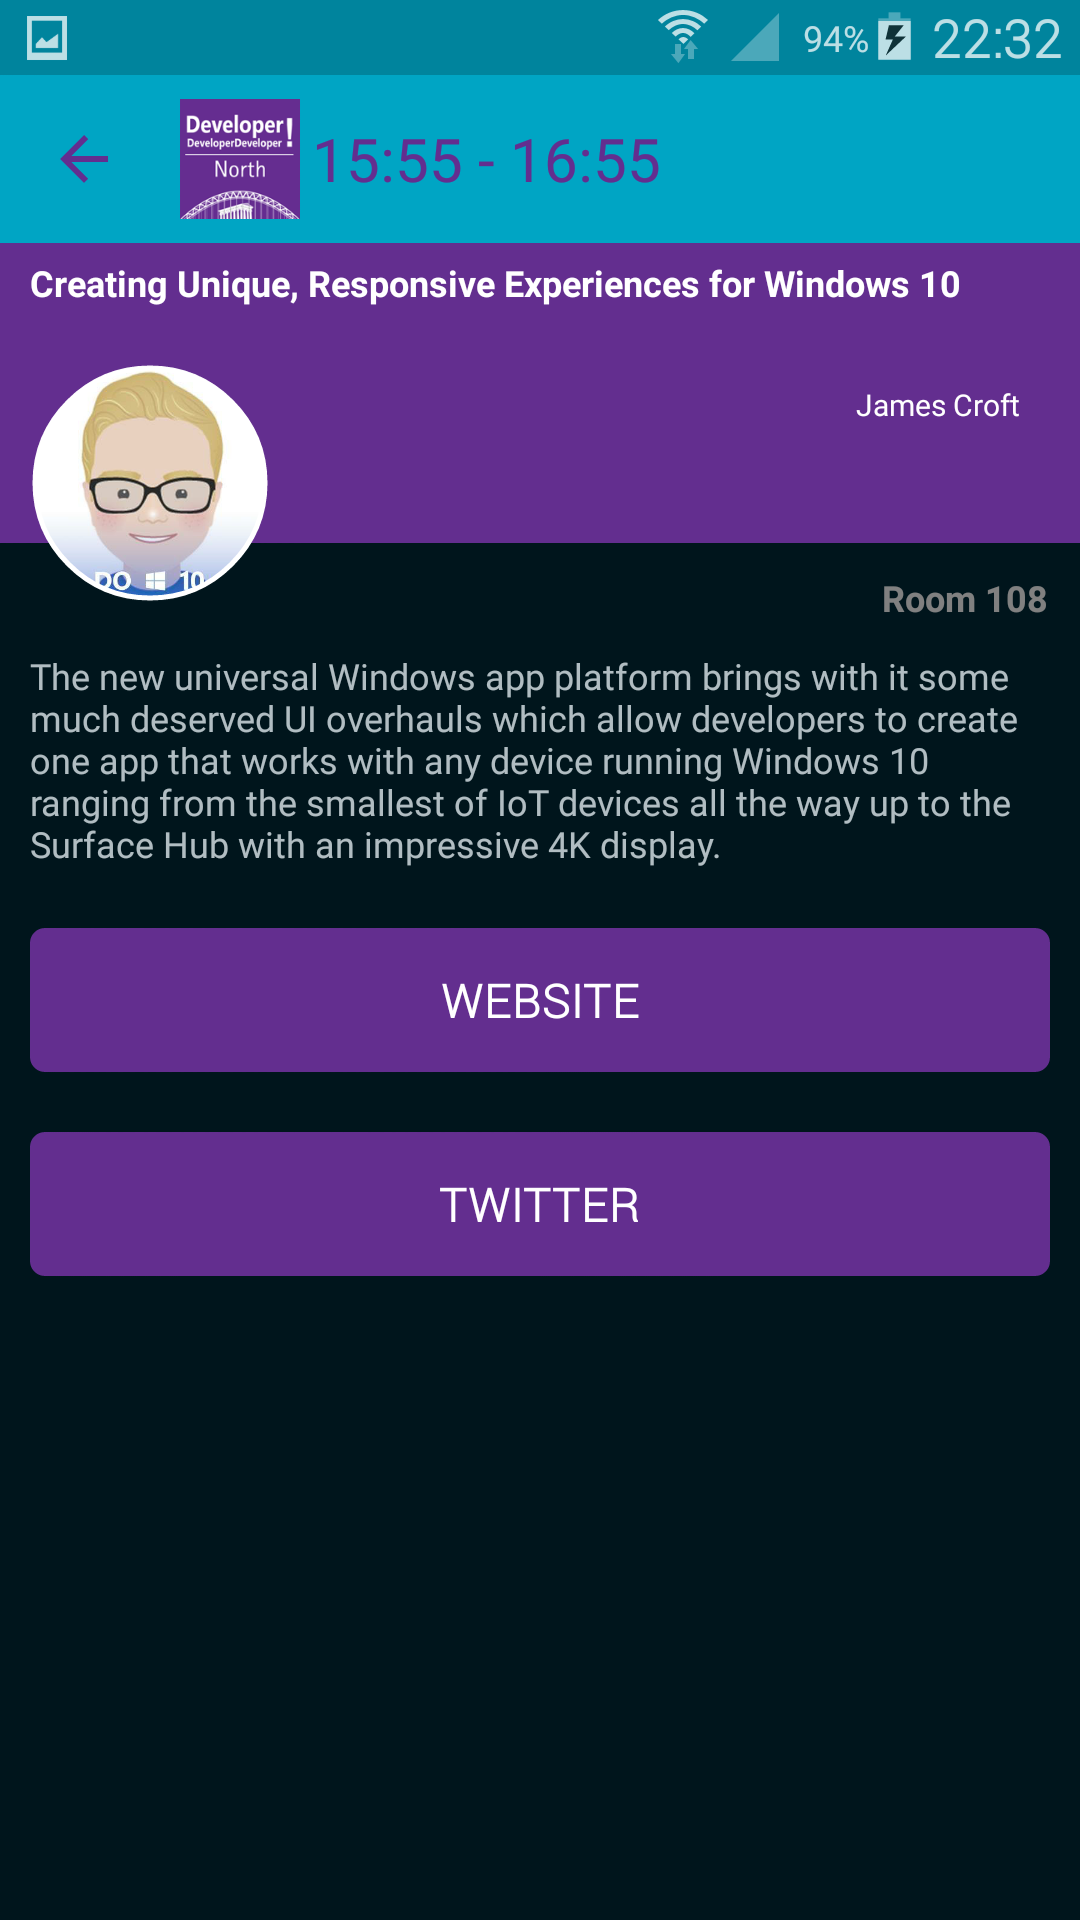 94% 22:32
Developer!
DeveloperDeveloper
North
15:55 - 16:55
Creating Unique, Responsive Experiences for Windows 10
James Croft
DO 10
Room 108
The new universal Windows app platform brings with it some
much deserved UI overhauls which allow developers to create
one app that works with any device running Windows 10
ranging from the smallest of IoT devices all the way up to the
Surface Hub with an impressive 4K display.
WEBSITE
TWITTER